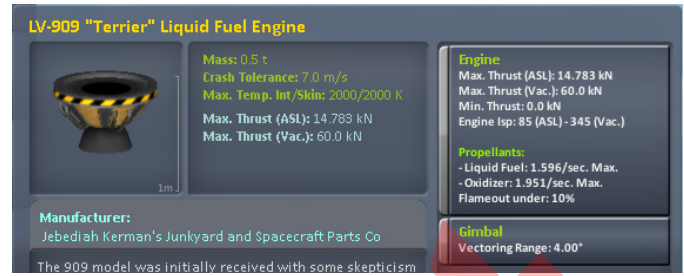 LV-909 "Terrier" Liquid Fuel Engine
Mass: 0.5 t
Crash Tolerance: 7.0 m/s
Max. Temp. Int/Skin: 2000/2000 K
Max. Thrust (ASL): 14.783 kN
Max. Thrust (Vac.): 60.0 kN
1m
Manufacturer:
Jebediah Kerman's Junkyard and Spacecraft Parts Co
The 909 model was initially received with some skepticism
Engine
Max. Thrust (ASL): 14.783 kN
Max. Thrust (Vac.): 60.0 kN
Min. Thrust: 0.0 kN
Engine Isp: 85 (ASL) - 345 (Vac.)
Propellants:
- Liquid Fuel: 1.596/sec. Max.
- Oxidizer: 1.951/sec. Max.
Flameout under: 10%
Gimbal
Vectoring Range: 4.00°